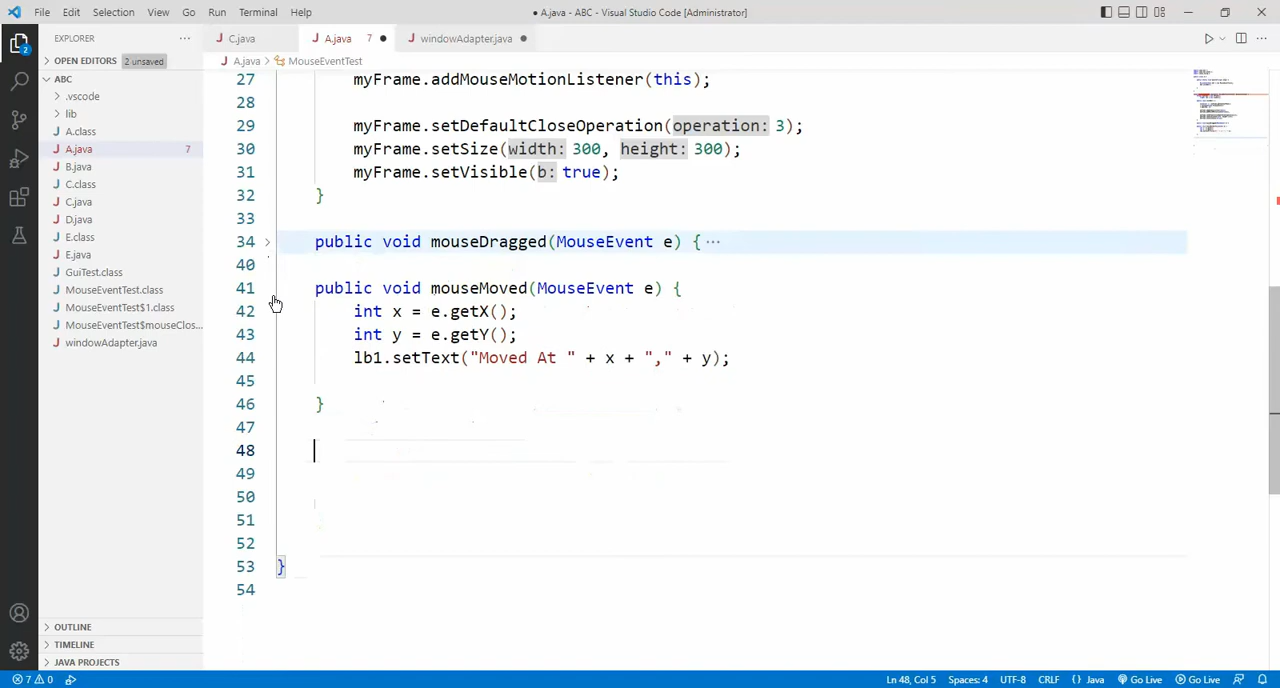 File Edit Selection View Go Run Terminal Help ● A.java - ABC - Visual Studio Code [Administrator]
EXPLORER ···
C.java A.java 7 ● windowAdapter.java ●
OPEN EDITORS 2 unsaved
A.java > MouseEventTest
ABC
.vscode
lib
A.class
A.java 7
B.java
C.class
C.java
D.java
E.class
E.java
GuiTest.class
MouseEventTest.class
MouseEventTest$1.class
MouseEventTest$mouseClos...
windowAdapter.java
OUTLINE
TIMELINE
JAVA PROJECTS
2
27 myFrame.addMouseMotionListener(this);
28
29 myFrame.setDefaultCloseOperation(operation: 3);
30 myFrame.setSize(width: 300, height: 300);
31 myFrame.setVisible(b: true);
32 }
33
34 public void mouseDragged(MouseEvent e) { ···
40
41 public void mouseMoved(MouseEvent e) {
42 int x = e.getX();
43 int y = e.getY();
44 lb1.setText("Moved At " + x + "," + y);
45
46 }
47
48
49
50
51
52
53 }
54
7 0 Ln 48, Col 5 Spaces: 4 UTF-8 CRLF {} Java Go Live Go Live